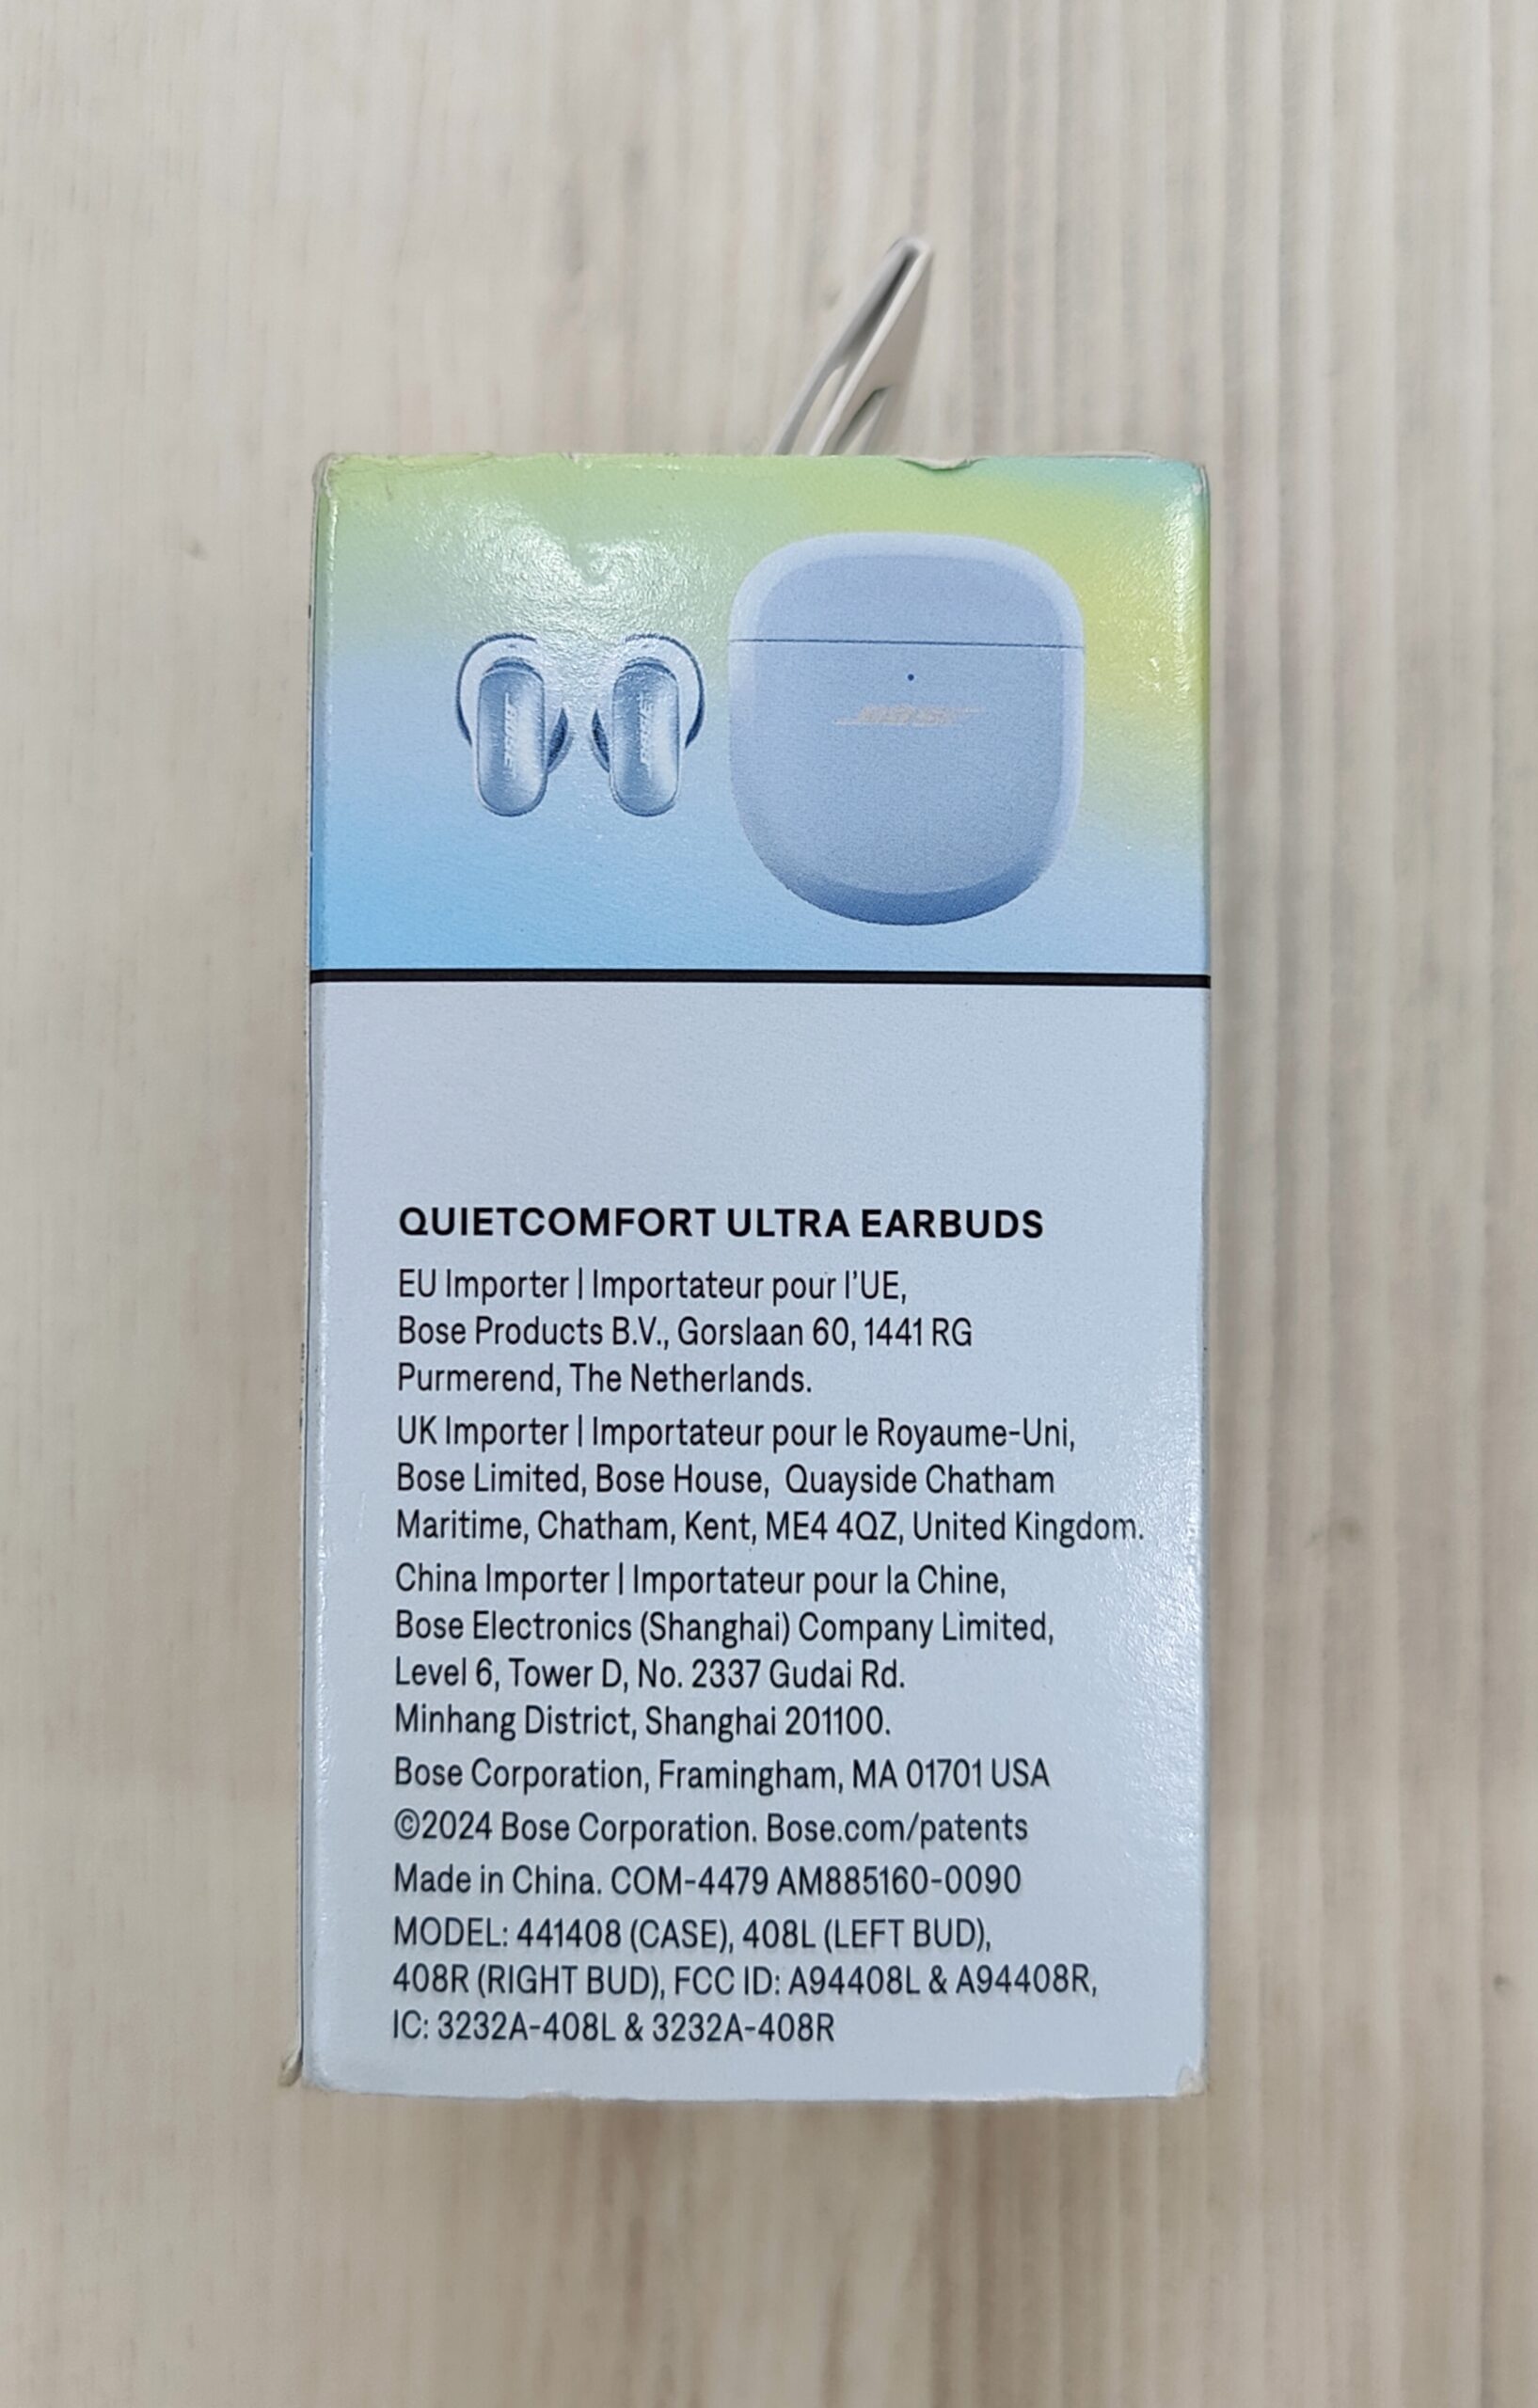 BOSE
QUIETCOMFORT ULTRA EARBUDS
EU Importer | Importateur pour l'UE,
Bose Products B.V., Gorslaan 60, 1441 RG
Purmerend, The Netherlands.
UK Importer | Importateur pour le Royaume-Uni,
Bose Limited, Bose House, Quayside Chatham
Maritime, Chatham, Kent, ME4 4QZ, United Kingdom.
China Importer | Importateur pour la Chine,
Bose Electronics (Shanghai) Company Limited,
Level 6, Tower D, No. 2337 Gudai Rd.
Minhang District, Shanghai 201100.
Bose Corporation, Framingham, MA 01701 USA
©2024 Bose Corporation. Bose.com/patents
Made in China. COM-4479 AM885160-0090
MODEL: 441408 (CASE), 408L (LEFT BUD),
408R (RIGHT BUD), FCC ID: A94408L & A94408R,
IC: 3232A-408L & 3232A-408R